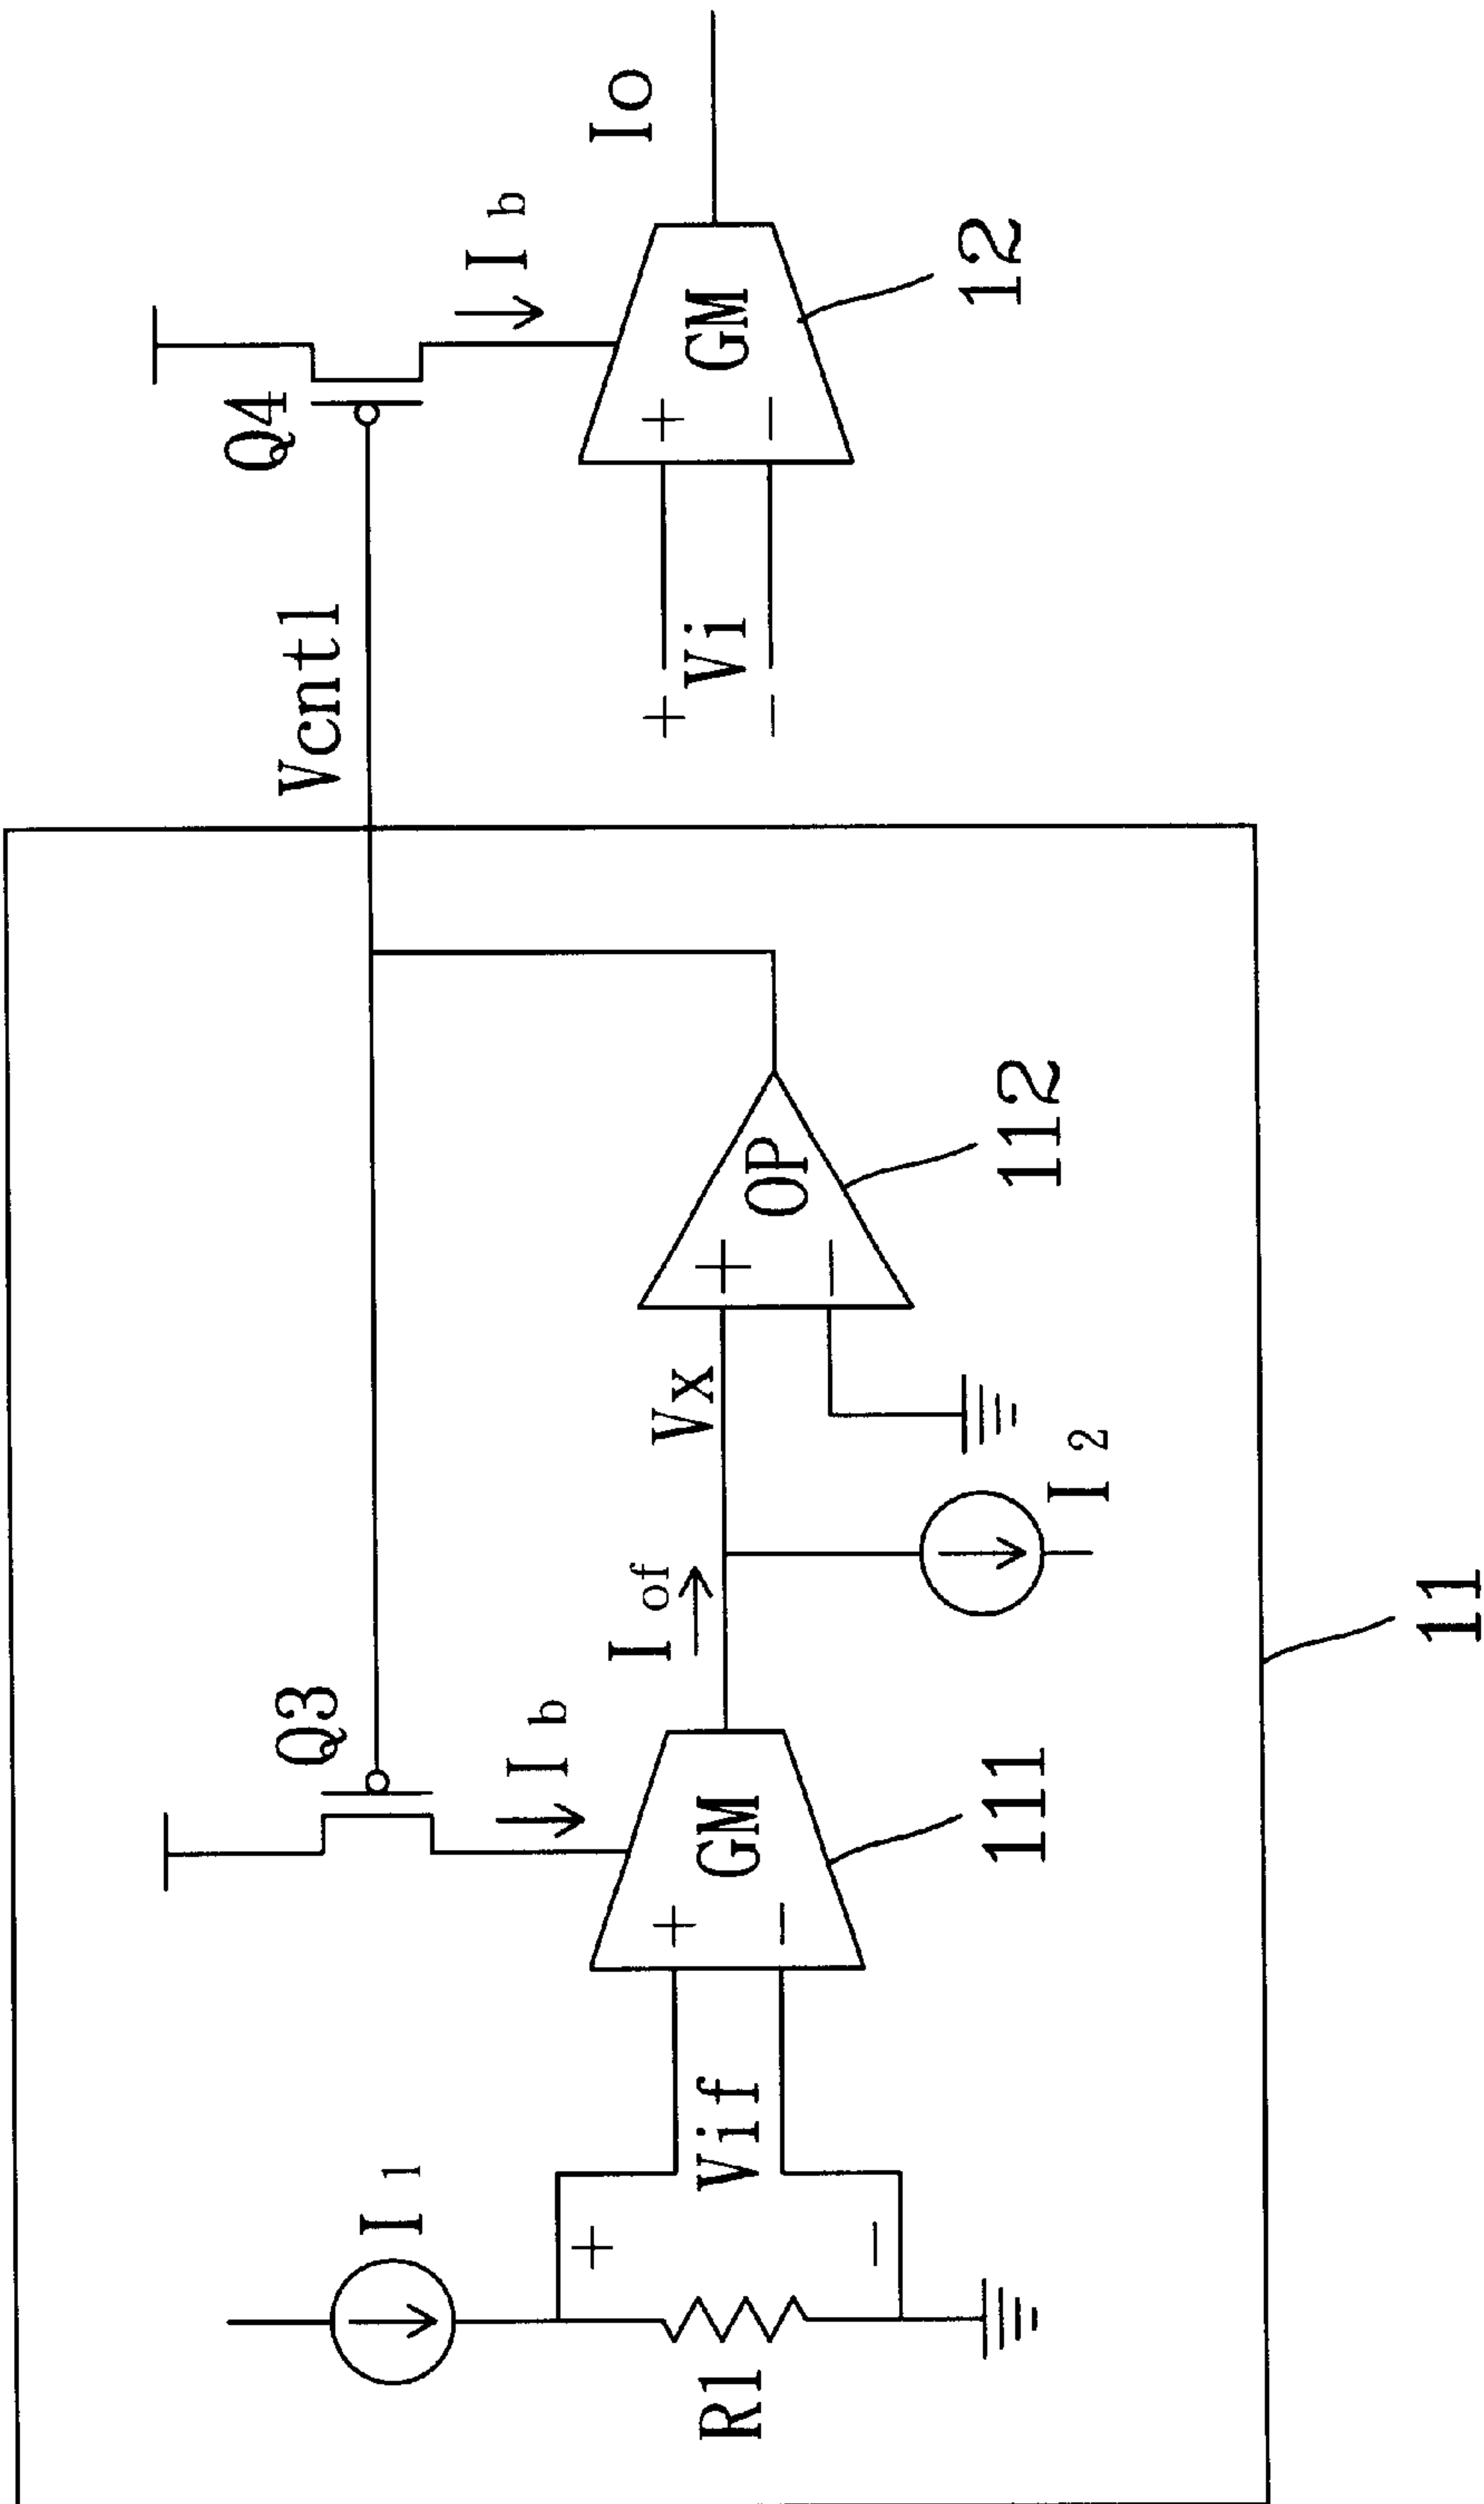 I1
R1
+
Vif
−
+
GM
−
111
Q3
Ib
Iof
I2
Vx
+
OP
−
112
11
Vcntl
Q4
Ib
+
Vi
−
+
GM
−
12
Io